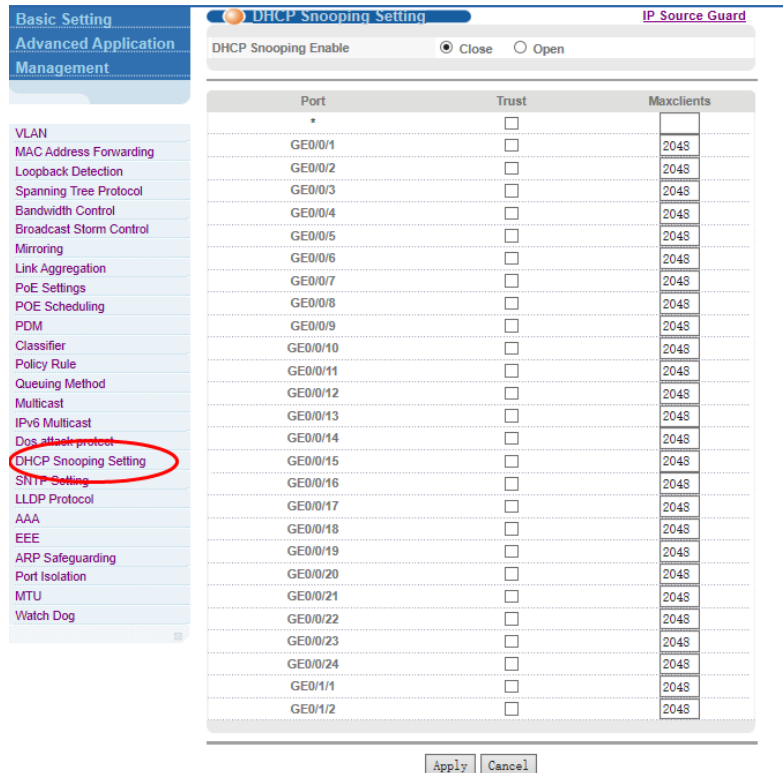 Basic Setting
Advanced Application
Management
VLAN
MAC Address Forwarding
Loopback Detection
Spanning Tree Protocol
Bandwidth Control
Broadcast Storm Control
Mirroring
Link Aggregation
PoE Settings
POE Scheduling
PDM
Classifier
Policy Rule
Queuing Method
Multicast
IPv6 Multicast
Dos attack protect
DHCP Snooping Setting
SNTP Setting
LLDP Protocol
AAA
EEE
ARP Safeguarding
Port Isolation
MTU
Watch Dog
DHCP Snooping Setting IP Source Guard
DHCP Snooping Enable Close Open
Port Trust Maxclients
*
GE0/0/1 2048
GE0/0/2 2048
GE0/0/3 2048
GE0/0/4 2048
GE0/0/5 2048
GE0/0/6 2048
GE0/0/7 2048
GE0/0/8 2048
GE0/0/9 2048
GE0/0/10 2048
GE0/0/11 2048
GE0/0/12 2048
GE0/0/13 2048
GE0/0/14 2048
GE0/0/15 2048
GE0/0/16 2048
GE0/0/17 2048
GE0/0/18 2048
GE0/0/19 2048
GE0/0/20 2048
GE0/0/21 2048
GE0/0/22 2048
GE0/0/23 2048
GE0/0/24 2048
GE0/1/1 2048
GE0/1/2 2048
Apply Cancel